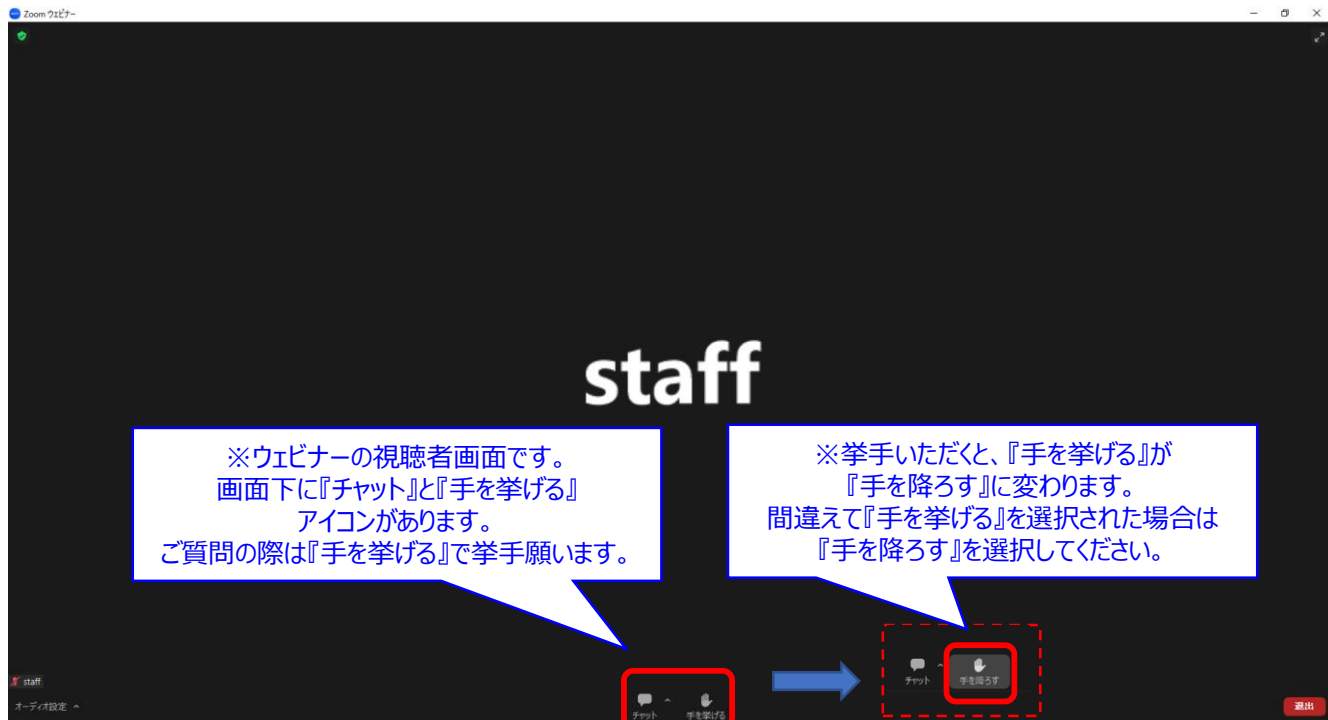 Zoom ウェビナー
staff
※ウェビナーの視聴者画面です。
画面下に『チャット』と『手を挙げる』
アイコンがあります。
ご質問の際は『手を挙げる』で挙手願います。
※挙手いただくと、『手を挙げる』が
『手を降ろす』に変わります。
間違えて『手を挙げる』を選択された場合は
『手を降ろす』を選択してください。
チャット
手を降ろす
staff
オーディオ設定
チャット
手を挙げる
退出